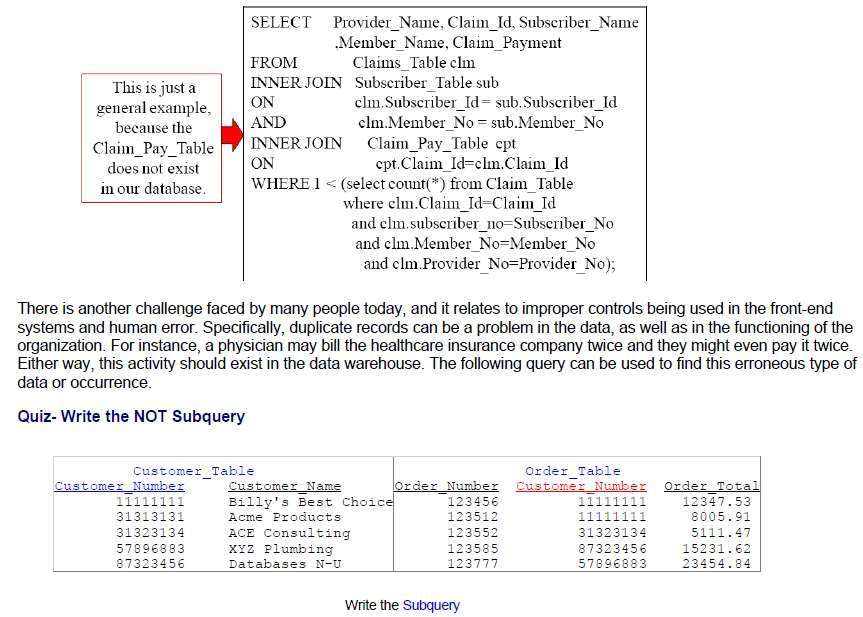 SELECT Provider_Name, Claim_Id, Subscriber_Name
,Member_Name, Claim_Payment
FROM Claims_Table clm
INNER JOIN Subscriber_Table sub
ON clm.Subscriber_Id = sub.Subscriber_Id
AND clm.Member_No = sub.Member_No
INNER JOIN Claim_Pay_Table cpt
ON cpt.Claim_Id=clm.Claim_Id
WHERE 1 < (select count(*) from Claim_Table
where clm.Claim_Id=Claim_Id
and clm.subscriber_no=Subscriber_No
and clm.Member_No=Member_No
and clm.Provider_No=Provider_No);
This is just a
general example,
because the
Claim_Pay_Table
does not exist
in our database.
There is another challenge faced by many people today, and it relates to improper controls being used in the front-end
systems and human error. Specifically, duplicate records can be a problem in the data, as well as in the functioning of the
organization. For instance, a physician may bill the healthcare insurance company twice and they might even pay it twice.
Either way, this activity should exist in the data warehouse. The following query can be used to find this erroneous type of
data or occurrence.
Quiz- Write the NOT Subquery
Customer_Table Order_Table
Customer_Number Customer_Name Order_Number Customer_Number Order_Total
11111111 Billy's Best Choice 123456 11111111 12347.53
31313131 Acme Products 123512 11111111 8005.91
31323134 ACE Consulting 123552 31323134 5111.47
57896883 XYZ Plumbing 123585 87323456 15231.62
87323456 Databases N-U 123777 57896883 23454.84
Write the Subquery